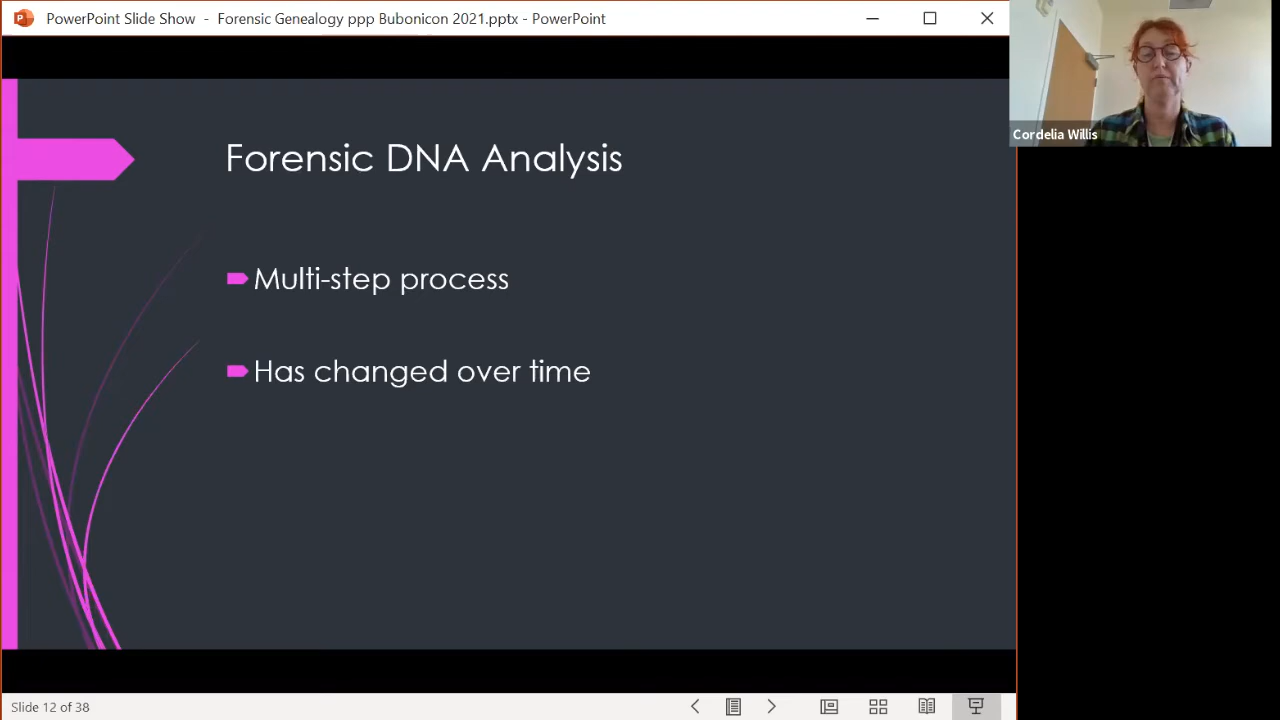 PowerPoint Slide Show - Forensic Genealogy ppp Bubonicon 2021.pptx - PowerPoint
Cordelia Willis
Forensic DNA Analysis
Multi-step process
Has changed over time
Slide 12 of 38